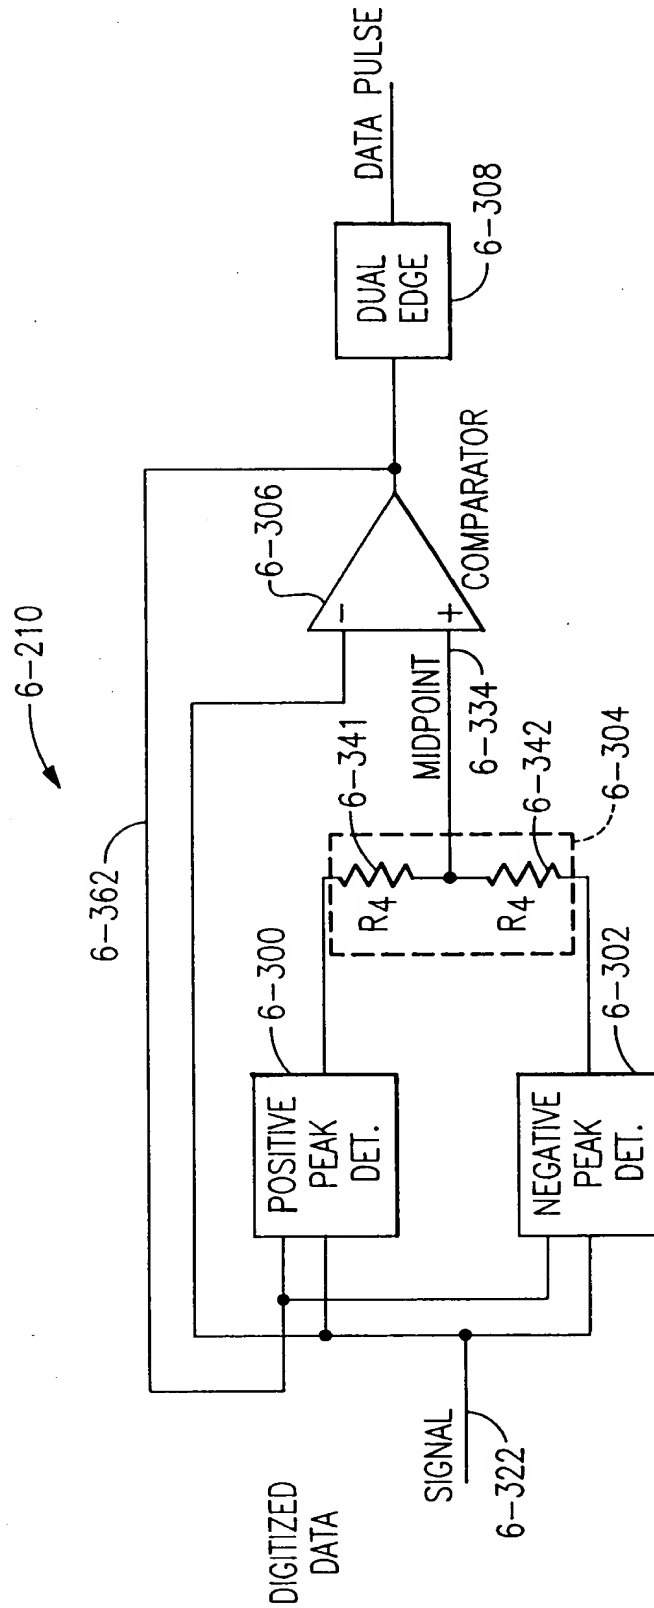 6-210
6-362
DIGITIZED
DATA
SIGNAL
6-322
POSITIVE
PEAK
DET.
6-300
NEGATIVE
PEAK
DET.
6-302
R4
6-341
R4
6-342
6-304
MIDPOINT
6-334
−
+
6-306
COMPARATOR
DUAL
EDGE
6-308
DATA PULSE